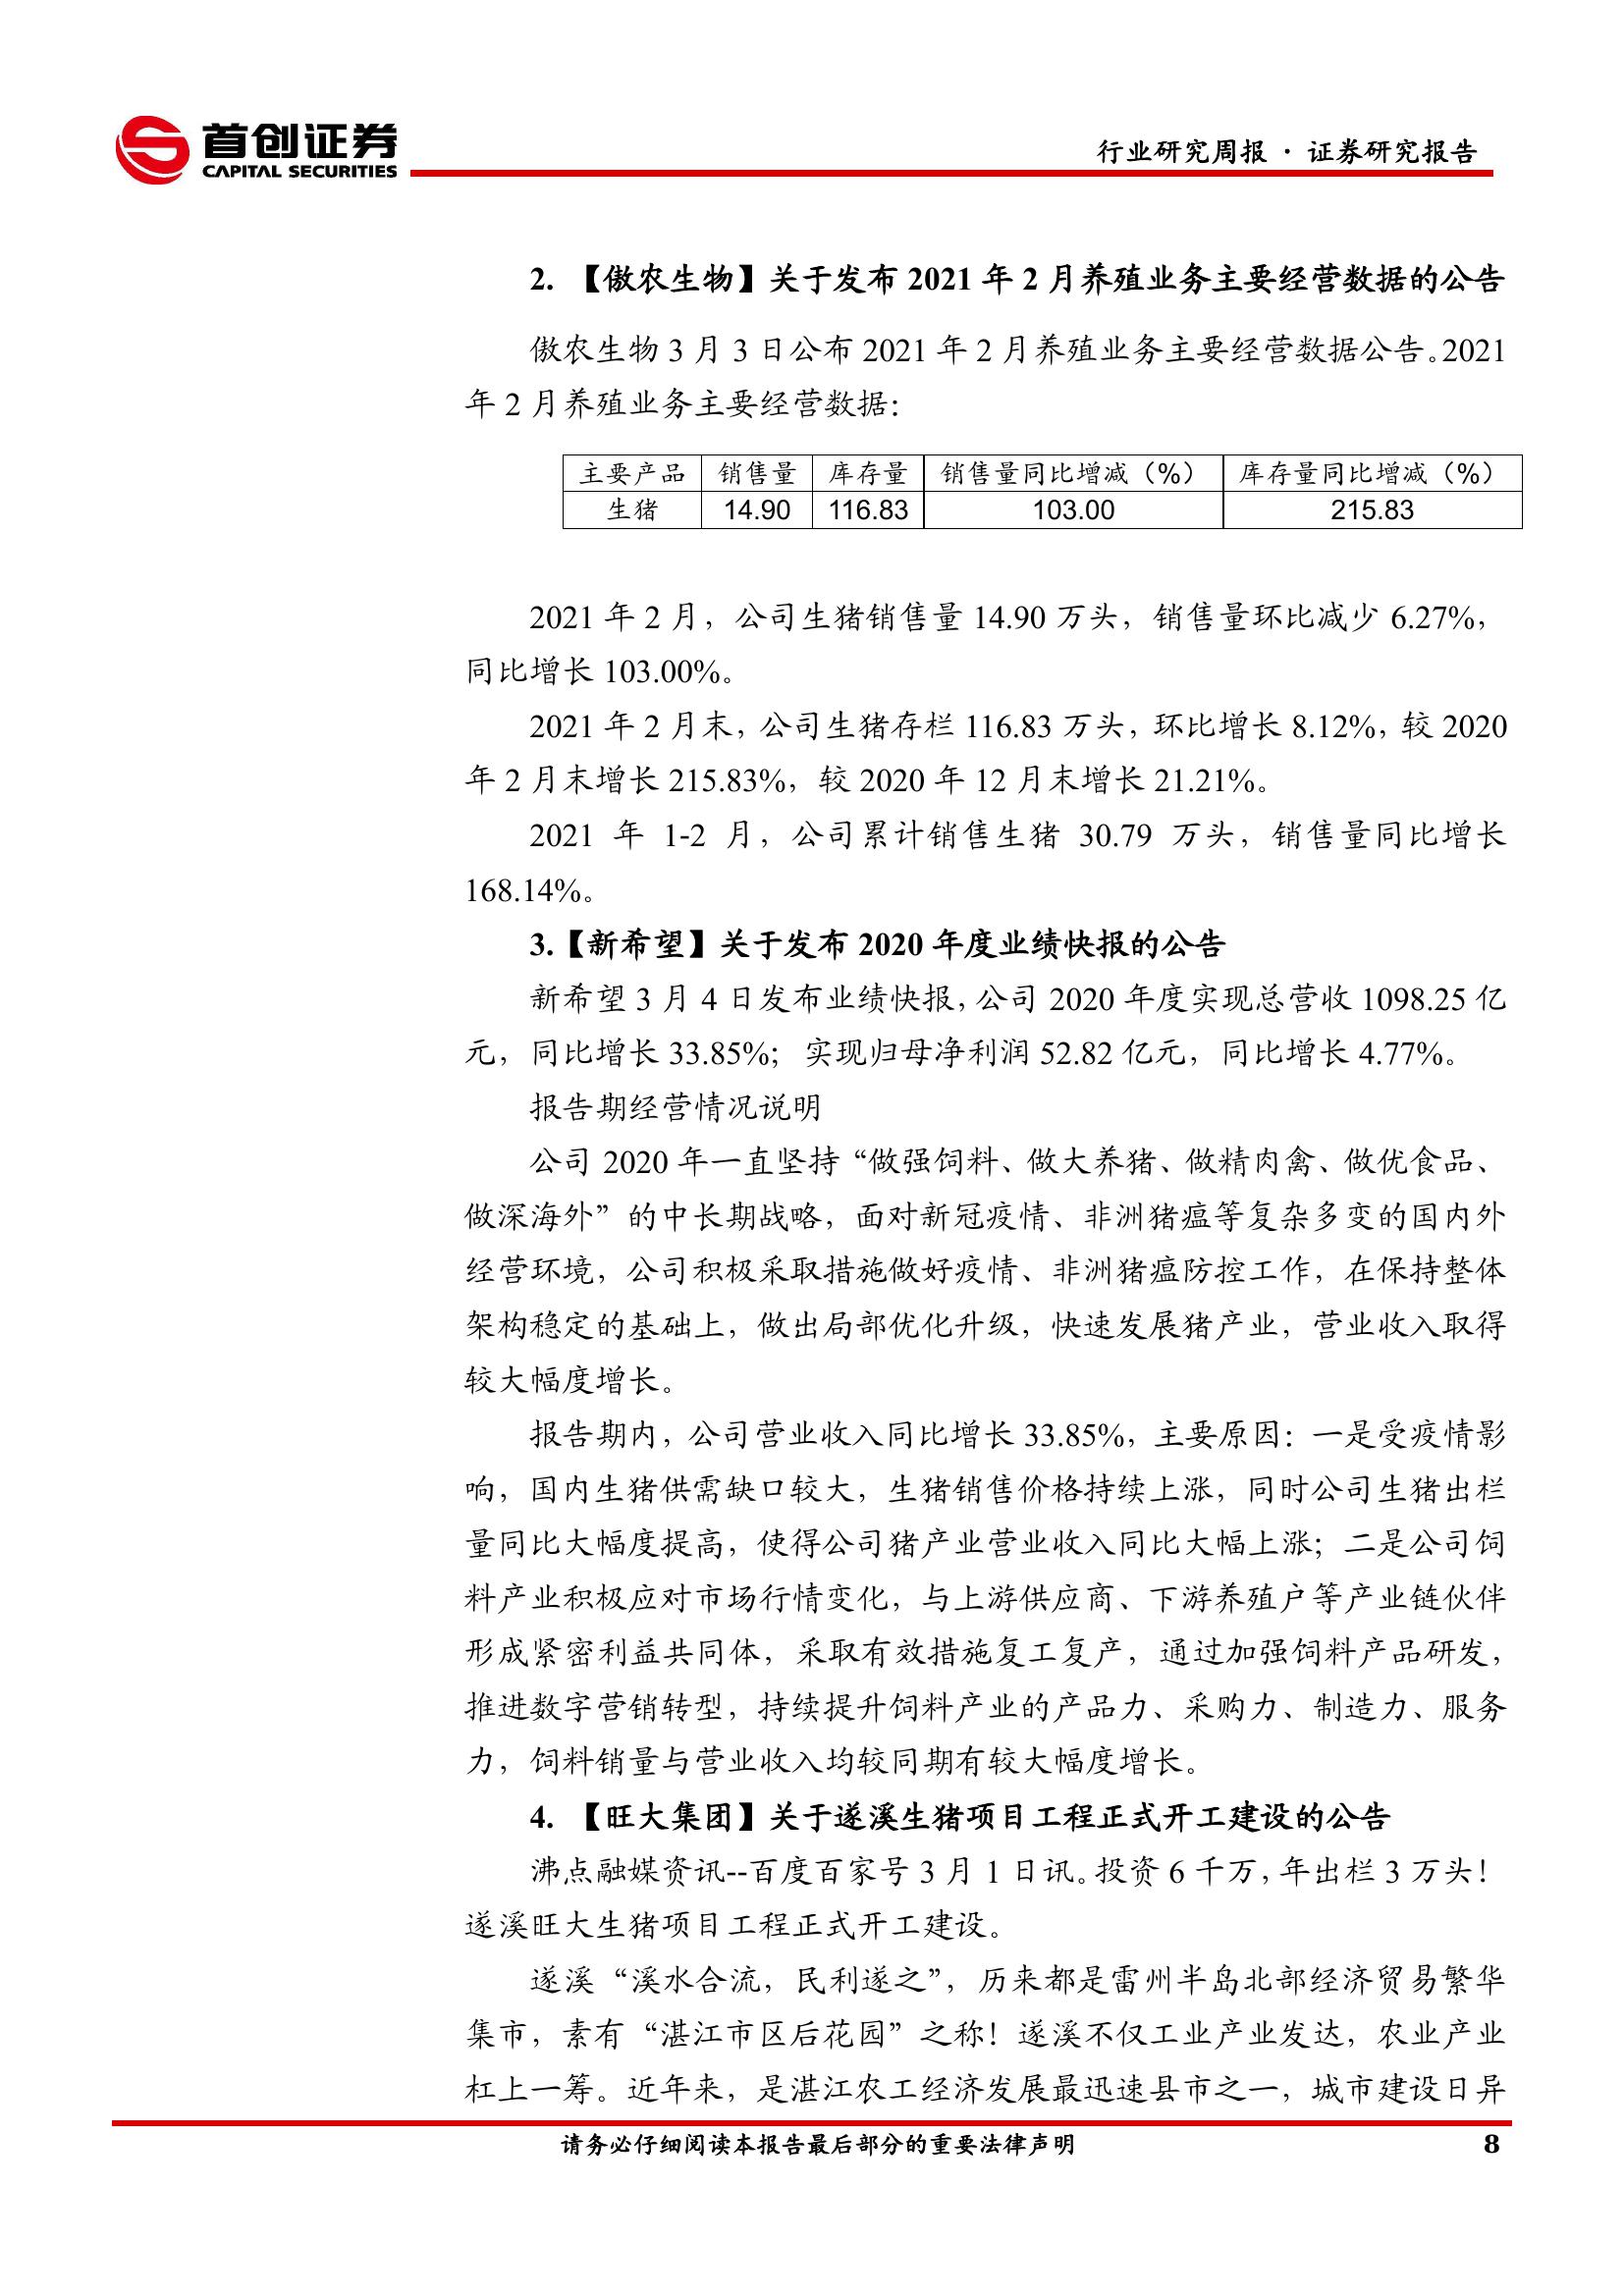 首创证券
CAPITAL SECURITIES
行业研究周报 · 证券研究报告
2. 【傲农生物】关于发布 2021 年 2 月养殖业务主要经营数据的公告
傲农生物 3 月 3 日公布 2021 年 2 月养殖业务主要经营数据公告。2021
年 2 月养殖业务主要经营数据：
主要产品 销售量 库存量 销售量同比增减（%） 库存量同比增减（%）
生猪 14.90 116.83 103.00 215.83
2021 年 2 月，公司生猪销售量 14.90 万头，销售量环比减少 6.27%，
同比增长 103.00%。
2021 年 2 月末，公司生猪存栏 116.83 万头，环比增长 8.12%，较 2020
年 2 月末增长 215.83%，较 2020 年 12 月末增长 21.21%。
2021 年 1-2 月，公司累计销售生猪 30.79 万头，销售量同比增长
168.14%。
3.【新希望】关于发布 2020 年度业绩快报的公告
新希望 3 月 4 日发布业绩快报，公司 2020 年度实现总营收 1098.25 亿
元，同比增长 33.85%；实现归母净利润 52.82 亿元，同比增长 4.77%。
报告期经营情况说明
公司 2020 年一直坚持“做强饲料、做大养猪、做精肉禽、做优食品、
做深海外”的中长期战略，面对新冠疫情、非洲猪瘟等复杂多变的国内外
经营环境，公司积极采取措施做好疫情、非洲猪瘟防控工作，在保持整体
架构稳定的基础上，做出局部优化升级，快速发展猪产业，营业收入取得
较大幅度增长。
报告期内，公司营业收入同比增长 33.85%，主要原因：一是受疫情影
响，国内生猪供需缺口较大，生猪销售价格持续上涨，同时公司生猪出栏
量同比大幅度提高，使得公司猪产业营业收入同比大幅上涨；二是公司饲
料产业积极应对市场行情变化，与上游供应商、下游养殖户等产业链伙伴
形成紧密利益共同体，采取有效措施复工复产，通过加强饲料产品研发，
推进数字营销转型，持续提升饲料产业的产品力、采购力、制造力、服务
力，饲料销量与营业收入均较同期有较大幅度增长。
4. 【旺大集团】关于遂溪生猪项目工程正式开工建设的公告
沸点融媒资讯--百度百家号 3 月 1 日讯。投资 6 千万，年出栏 3 万头！
遂溪旺大生猪项目工程正式开工建设。
遂溪“溪水合流，民利遂之”，历来都是雷州半岛北部经济贸易繁华
集市，素有“湛江市区后花园”之称！遂溪不仅工业产业发达，农业产业
杠上一筹。近年来，是湛江农工经济发展最迅速县市之一，城市建设日异
请务必仔细阅读本报告最后部分的重要法律声明
8